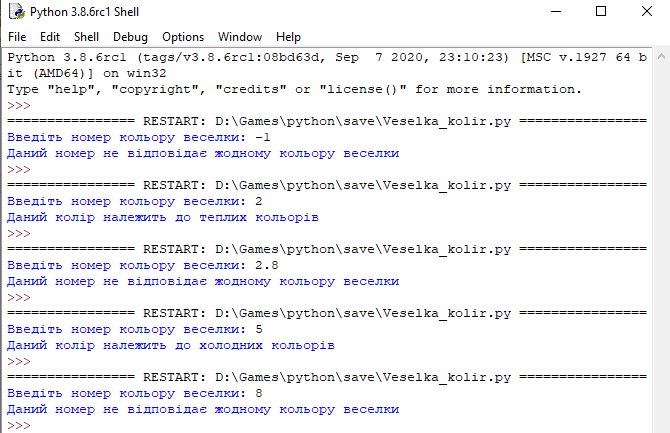 Python 3.8.6rc1 Shell
File Edit Shell Debug Options Window Help
Python 3.8.6rc1 (tags/v3.8.6rc1:08bd63d, Sep  7 2020, 23:10:23) [MSC v.1927 64 b
it (AMD64)] on win32
Type "help", "copyright", "credits" or "license()" for more information.
>>>
================ RESTART: D:\Games\python\save\Veselka_kolir.py ================
Введіть номер кольору веселки: -1
Даний номер не відповідає жодному кольору веселки
>>>
================ RESTART: D:\Games\python\save\Veselka_kolir.py ================
Введіть номер кольору веселки: 2
Даний колір належить до теплих кольорів
>>>
================ RESTART: D:\Games\python\save\Veselka_kolir.py ================
Введіть номер кольору веселки: 2.8
Даний номер не відповідає жодному кольору веселки
>>>
================ RESTART: D:\Games\python\save\Veselka_kolir.py ================
Введіть номер кольору веселки: 5
Даний колір належить до холодних кольорів
>>>
================ RESTART: D:\Games\python\save\Veselka_kolir.py ================
Введіть номер кольору веселки: 8
Даний номер не відповідає жодному кольору веселки
>>>